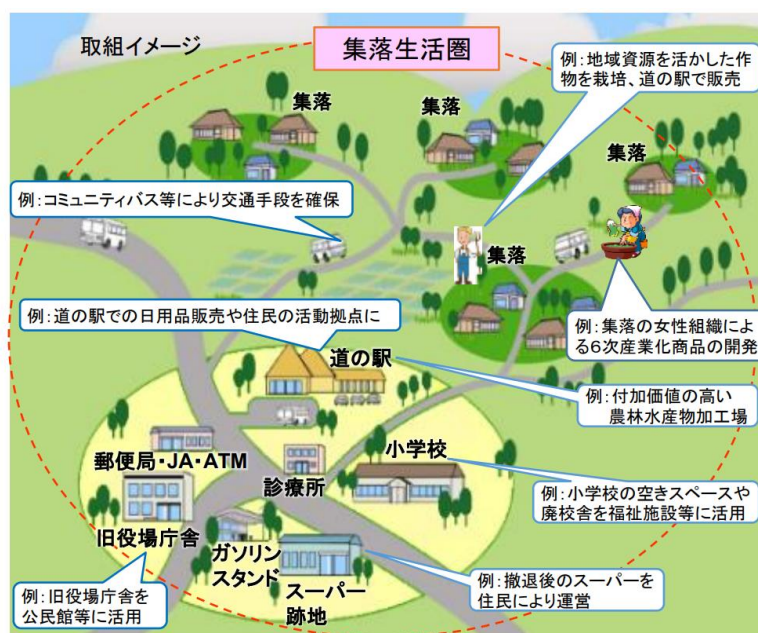 取組イメージ
集落生活圏
例：地域資源を活かした作
物を栽培、道の駅で販売
集落
集落
集落
例：コミュニティバス等により交通手段を確保
集落
例：道の駅での日用品販売や住民の活動拠点に
例：集落の女性組織によ
る６次産業化商品の開発
道の駅
例：付加価値の高い
農林水産物加工場
郵便局・JA・ATM
診療所
小学校
例：小学校の空きスペースや
廃校舎を福祉施設等に活用
旧役場庁舎
ガソリン
スタンド
スーパー
跡地
例：撤退後のスーパーを
住民により運営
例：旧役場庁舎を
公民館等に活用